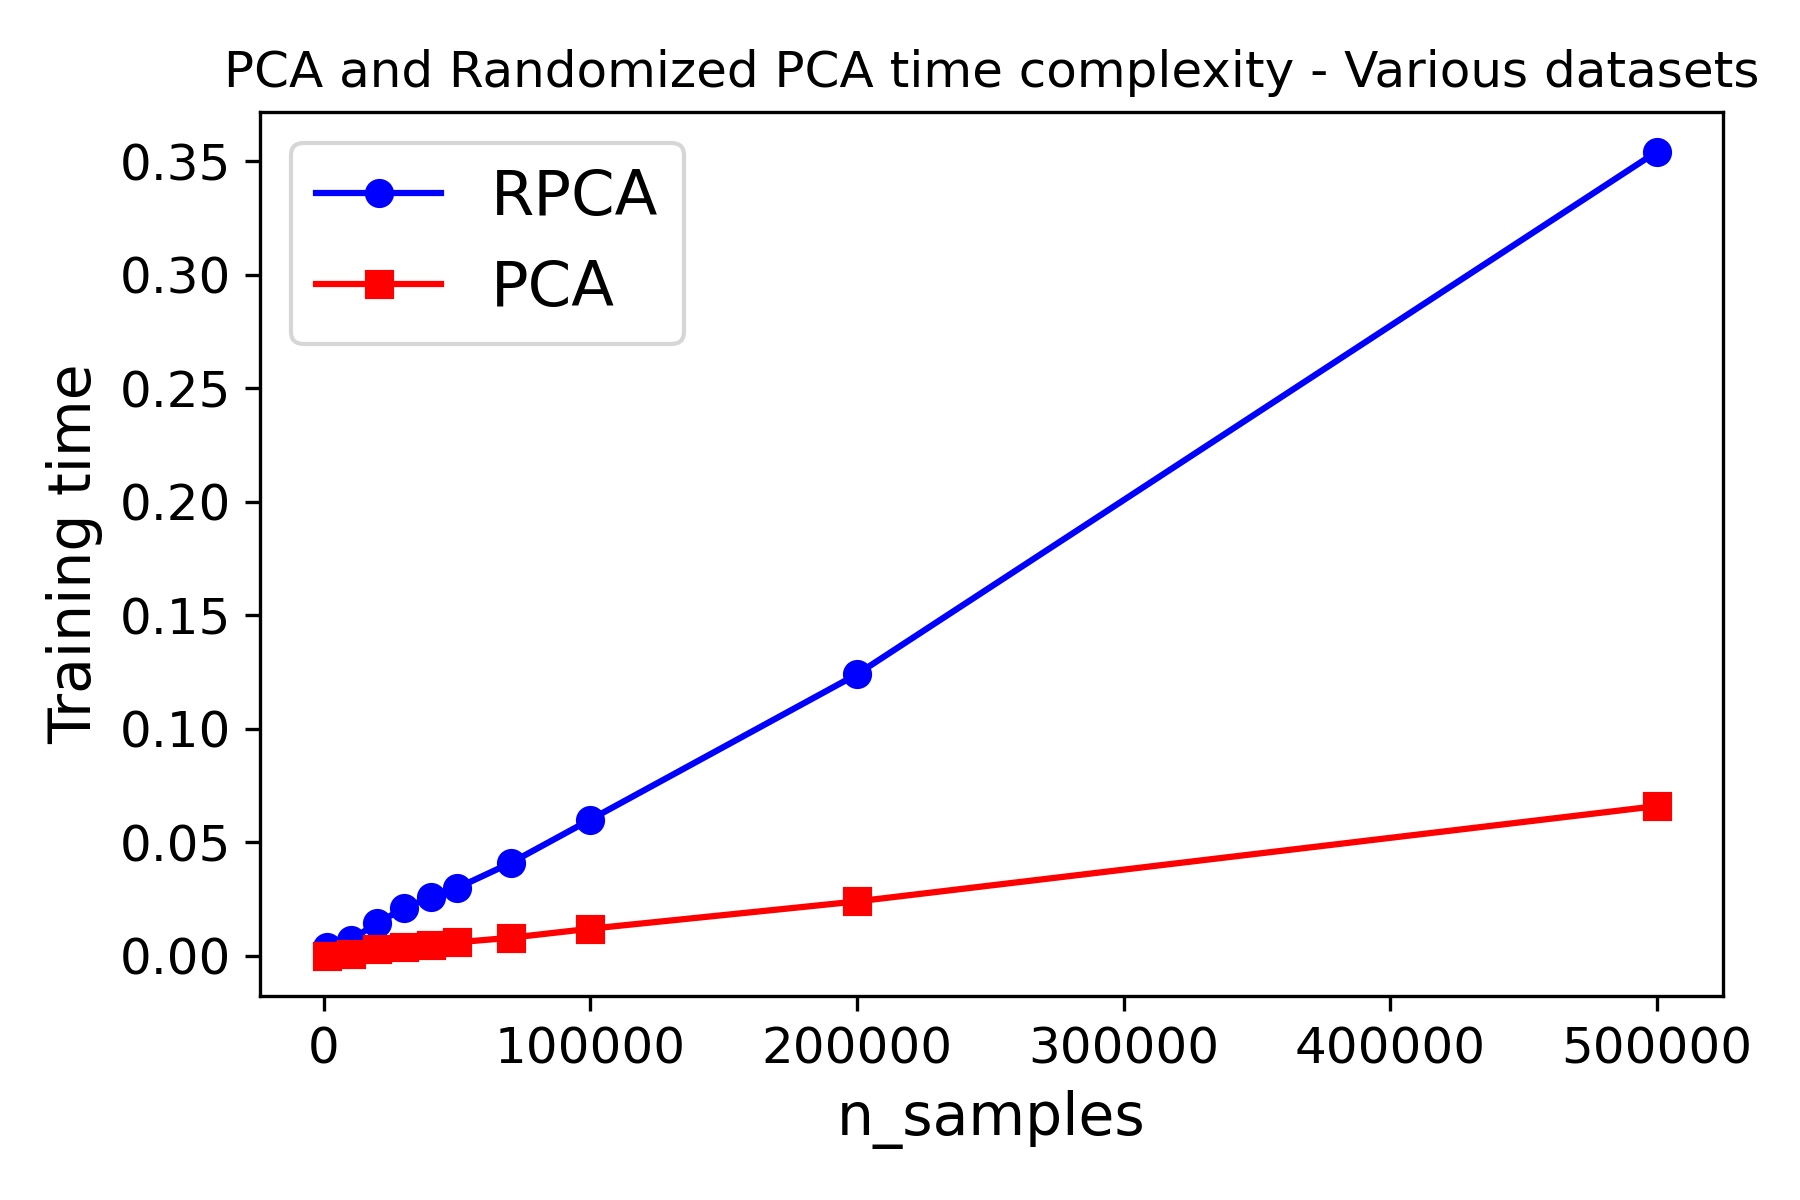 PCA and Randomized PCA time complexity - Various datasets
RPCA
PCA
Training time
0.35
0.30
0.25
0.20
0.15
0.10
0.05
0.00
0 100000 200000 300000 400000 500000
n_samples